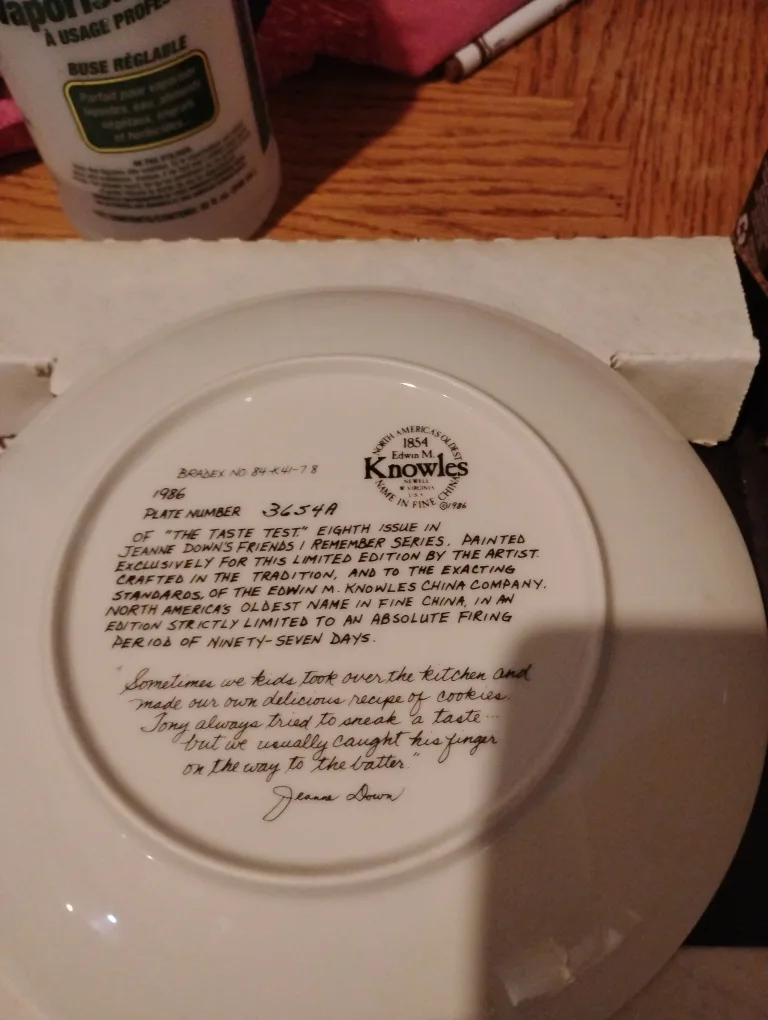 À USAGE PROFES
BUSE RÉGLABLE
NORTH AMERICA'S OLDEST
1854
Edwin M.
Knowles
NEWELL
W VIRGINIA
U.S.A.
NAME IN FINE CHINA
©1986
BRADEX NO. 84-K41-7.8
1986
PLATE NUMBER 3654A
OF "THE TASTE TEST," EIGHTH ISSUE IN
JEANNE DOWN'S FRIENDS I REMEMBER SERIES. PAINTED
EXCLUSIVELY FOR THIS LIMITED EDITION BY THE ARTIST.
CRAFTED IN THE TRADITION, AND TO THE EXACTING
STANDARDS, OF THE EDWIN M. KNOWLES CHINA COMPANY,
NORTH AMERICA'S OLDEST NAME IN FINE CHINA, IN AN
EDITION STRICTLY LIMITED TO AN ABSOLUTE FIRING
PERIOD OF NINETY-SEVEN DAYS.
"Sometimes we kids took over the kitchen and
made our own delicious recipe of cookies.
Tony always tried to sneak a taste...
but we usually caught his finger
on the way to the batter."
Jeanne Down